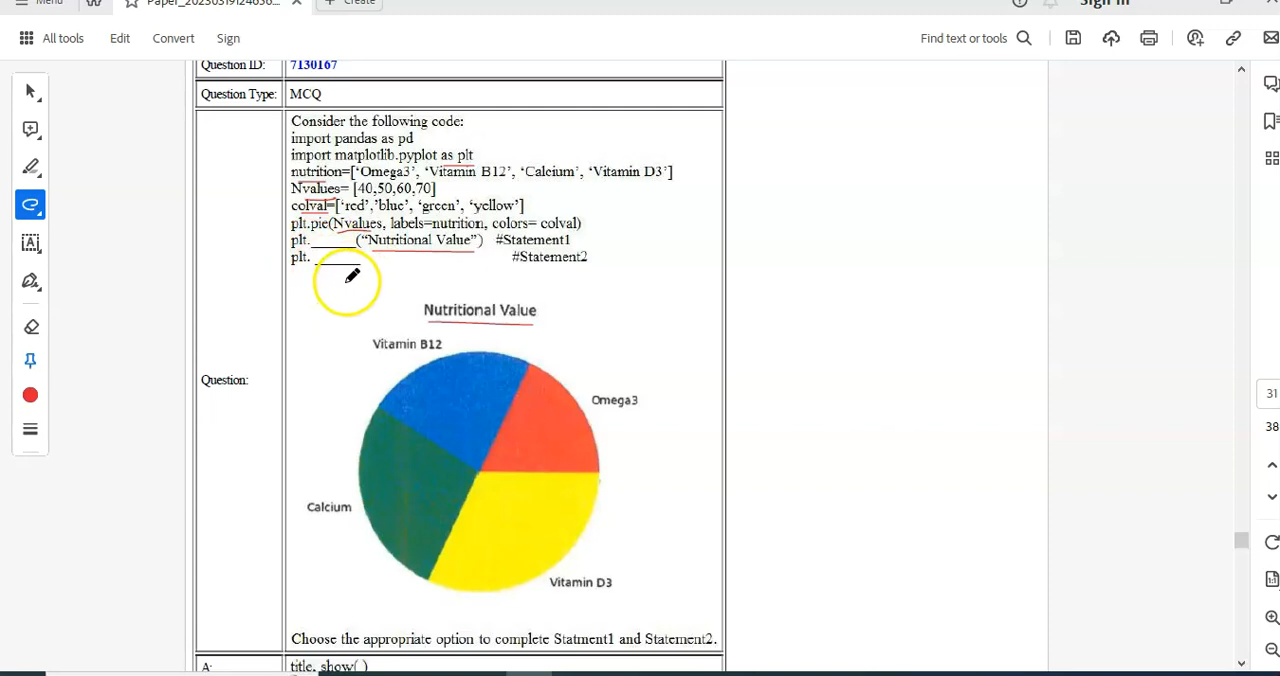 Menu
Paper_20230319124636...
+ Create
Sign in
All tools
Edit
Convert
Sign
Find text or tools
Question ID:
7130167
Question Type:
MCQ
Consider the following code:
import pandas as pd
import matplotlib.pyplot as plt
nutrition=['Omega3', 'Vitamin B12', 'Calcium', 'Vitamin D3']
Nvalues= [40,50,60,70]
colval=['red','blue', 'green', 'yellow']
plt.pie(Nvalues, labels=nutrition, colors= colval)
plt.______("Nutritional Value") #Statement1
plt. ______ #Statement2
Nutritional Value
Vitamin B12
Omega3
31
Question:
38
Calcium
Vitamin D3
Choose the appropriate option to complete Statment1 and Statement2.
A:
title, show( )